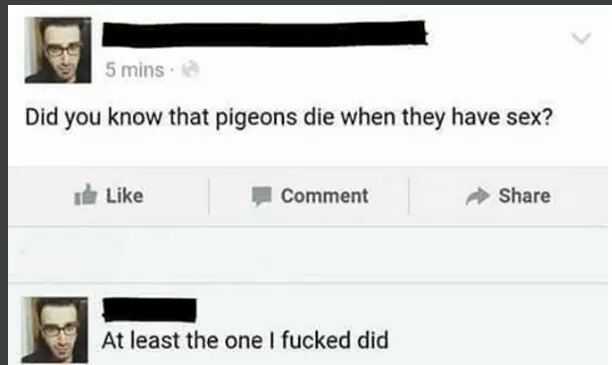 5 mins ·
Did you know that pigeons die when they have sex?
Like Comment Share
At least the one I fucked did